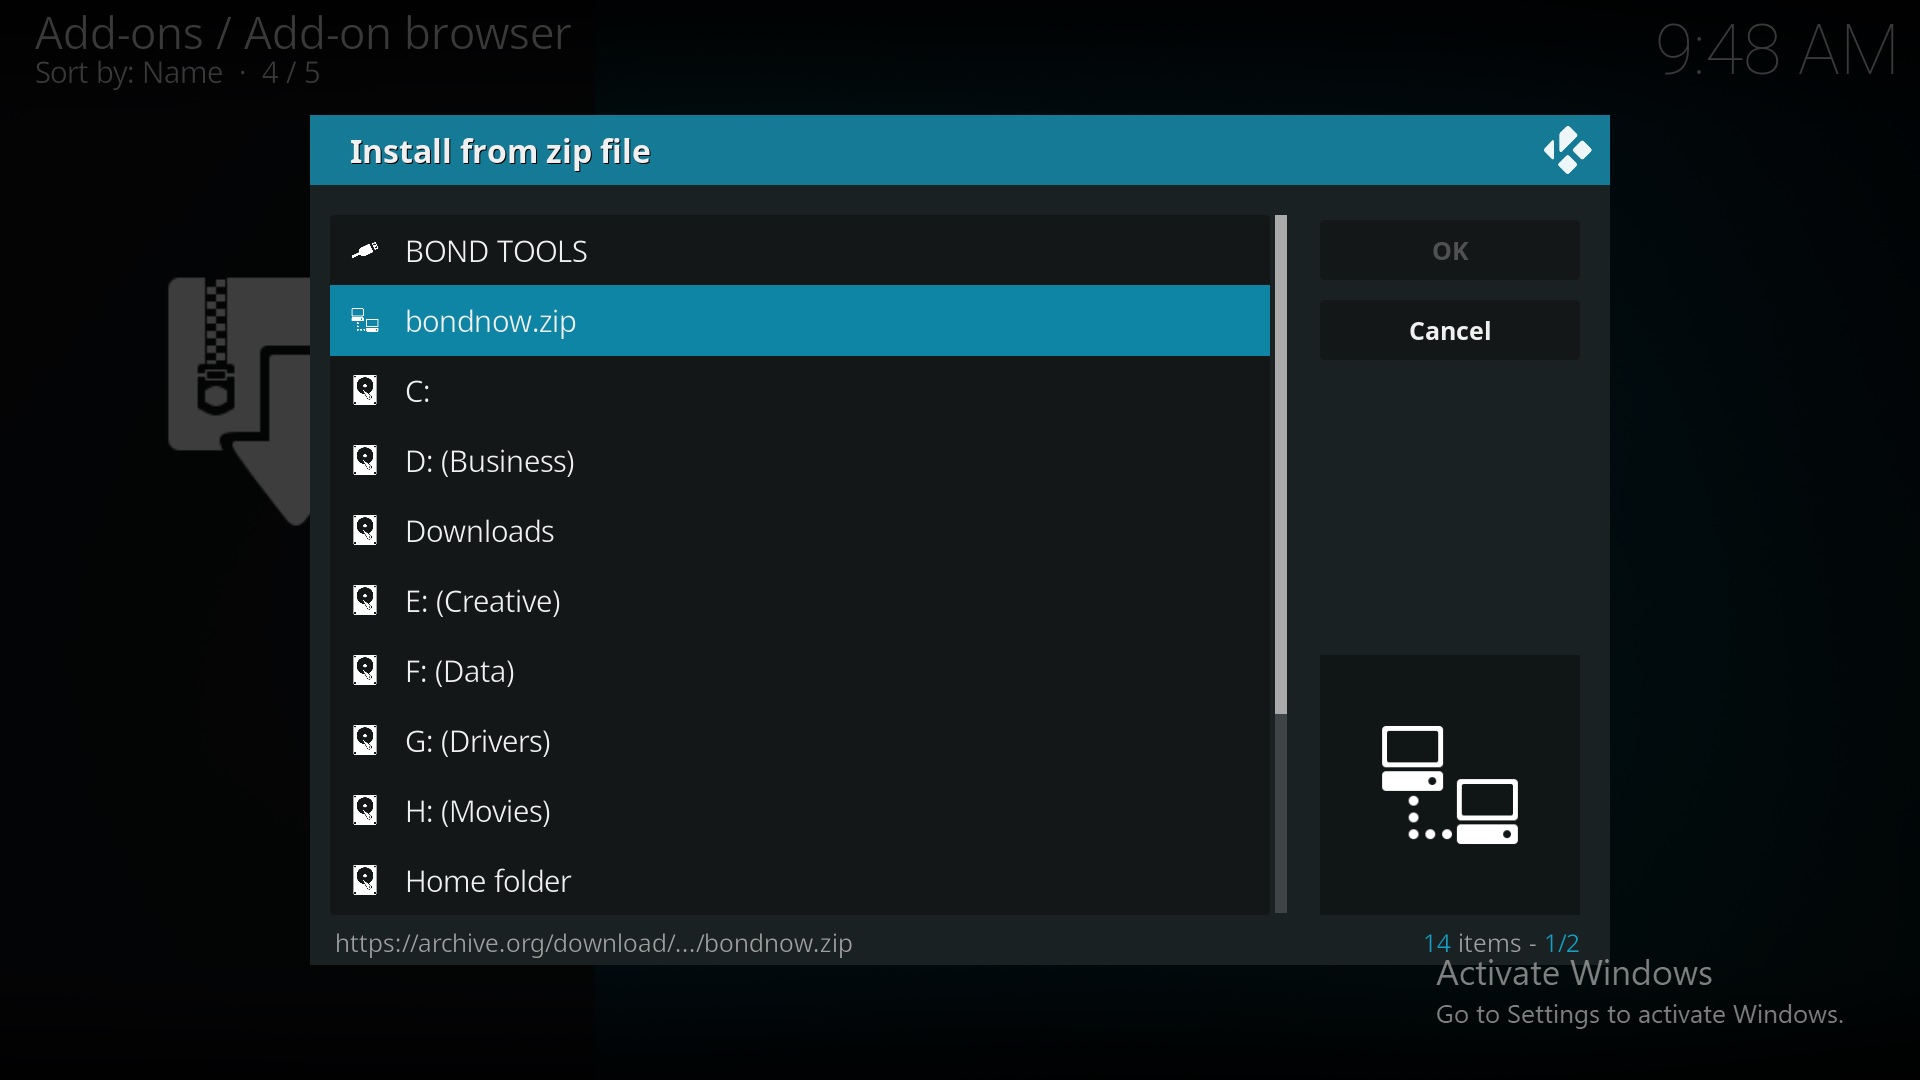 Add-ons / Add-on browser
Sort by: Name · 4 / 5
9:48 AM
Install from zip file
BOND TOOLS
bondnow.zip
C:
D: (Business)
Downloads
E: (Creative)
F: (Data)
G: (Drivers)
H: (Movies)
Home folder
OK
Cancel
https://archive.org/download/.../bondnow.zip
14 items - 1/2
Activate Windows
Go to Settings to activate Windows.